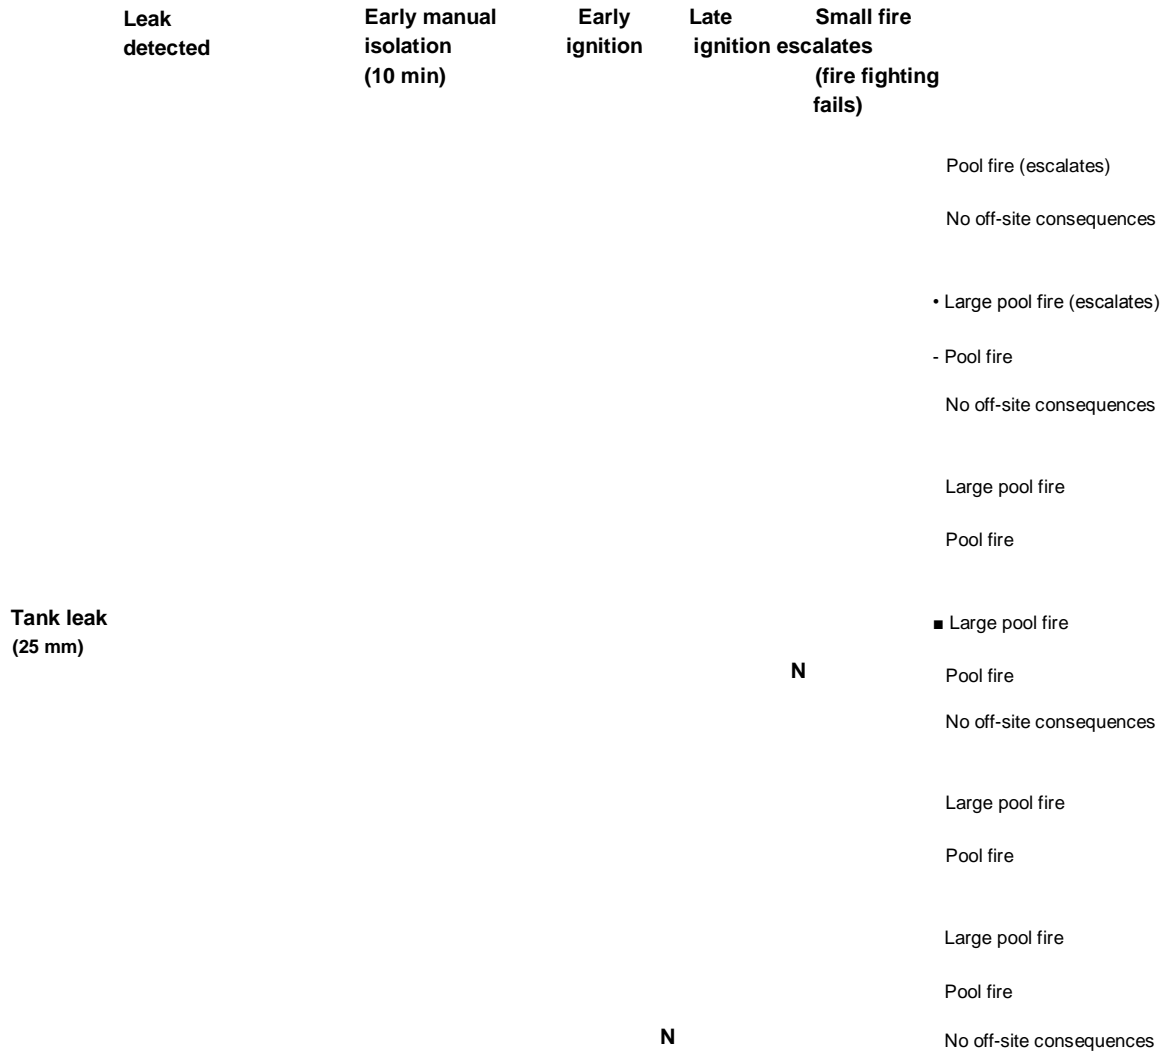 Leak detected
Early manual isolation (10 min)
Early ignition
Late ignition
Small fire escalates (fire fighting fails)
Pool fire (escalates)
No off-site consequences
• Large pool fire (escalates)
- Pool fire
No off-site consequences
Large pool fire
Pool fire
Tank leak
(25 mm)
■ Large pool fire
N
Pool fire
No off-site consequences
Large pool fire
Pool fire
Large pool fire
Pool fire
N
No off-site consequences